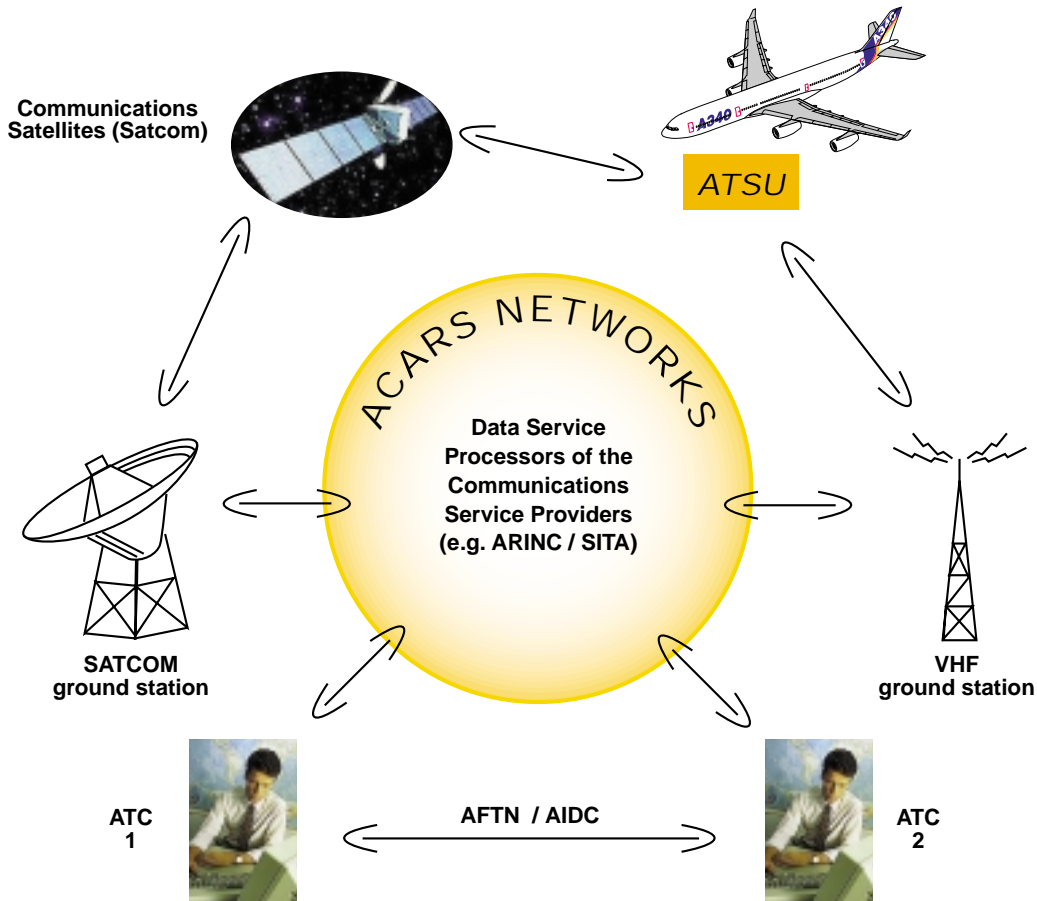 Communications
Satellites (Satcom)
A340
ATSU
ACARS NETWORKS
Data Service
Processors of the
Communications
Service Providers
(e.g. ARINC / SITA)
SATCOM
ground station
VHF
ground station
ATC
1
AFTN / AIDC
ATC
2